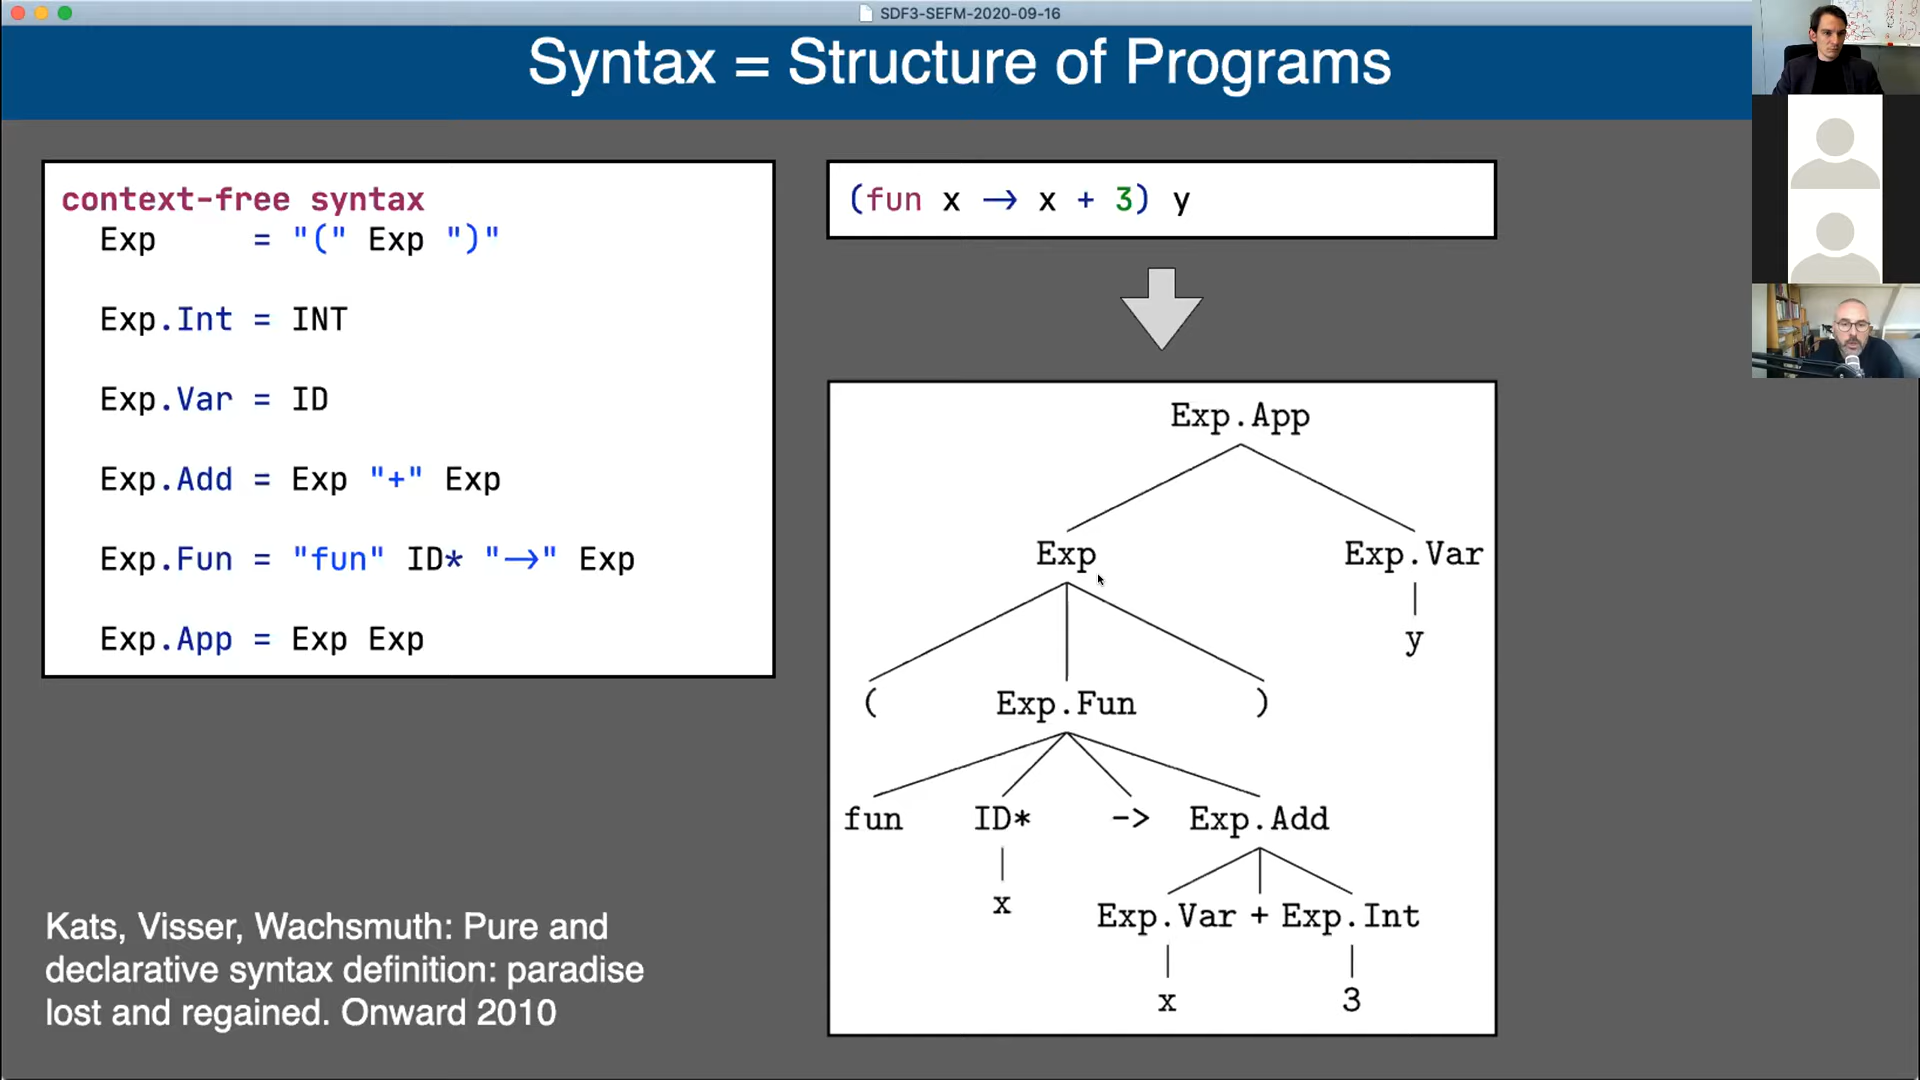 SDF3-SEFM-2020-09-16
Syntax = Structure of Programs
context-free syntax
Exp = "(" Exp ")"
Exp.Int = INT
Exp.Var = ID
Exp.Add = Exp "+" Exp
Exp.Fun = "fun" ID* "->" Exp
Exp.App = Exp Exp
Kats, Visser, Wachsmuth: Pure and
declarative syntax definition: paradise
lost and regained. Onward 2010
(fun x -> x + 3) y
Exp.App
Exp Exp.Var
y
( Exp.Fun )
fun ID* -> Exp.Add
x
Exp.Var + Exp.Int
x 3